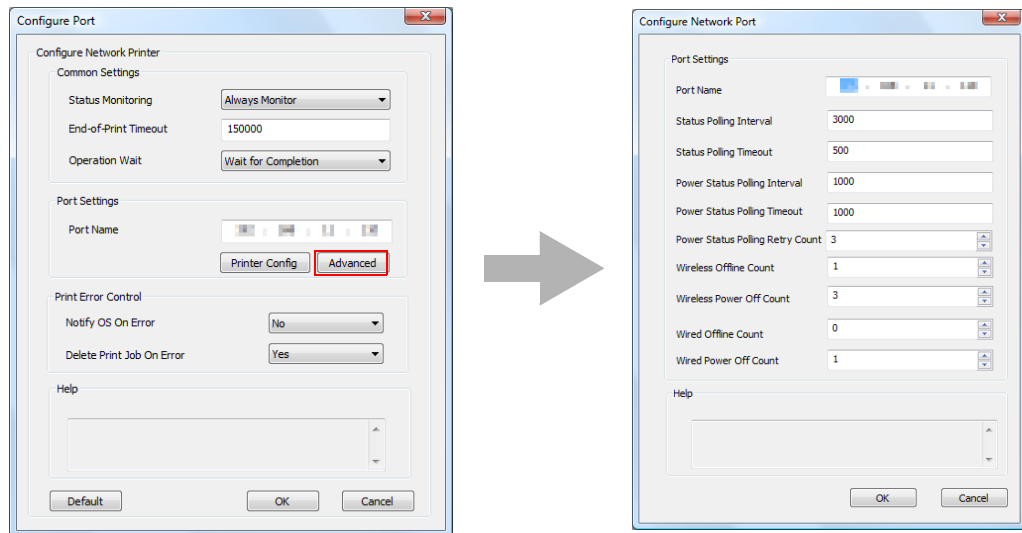 Configure Port
Configure Network Printer
Common Settings
Status Monitoring Always Monitor
End-of-Print Timeout 150000
Operation Wait Wait for Completion
Port Settings
Port Name
Printer Config Advanced
Print Error Control
Notify OS On Error No
Delete Print Job On Error Yes
Help
Default OK Cancel
Configure Network Port
Port Settings
Port Name
Status Polling Interval 3000
Status Polling Timeout 500
Power Status Polling Interval 1000
Power Status Polling Timeout 1000
Power Status Polling Retry Count 3
Wireless Offline Count 1
Wireless Power Off Count 3
Wired Offline Count 0
Wired Power Off Count 1
Help
OK Cancel